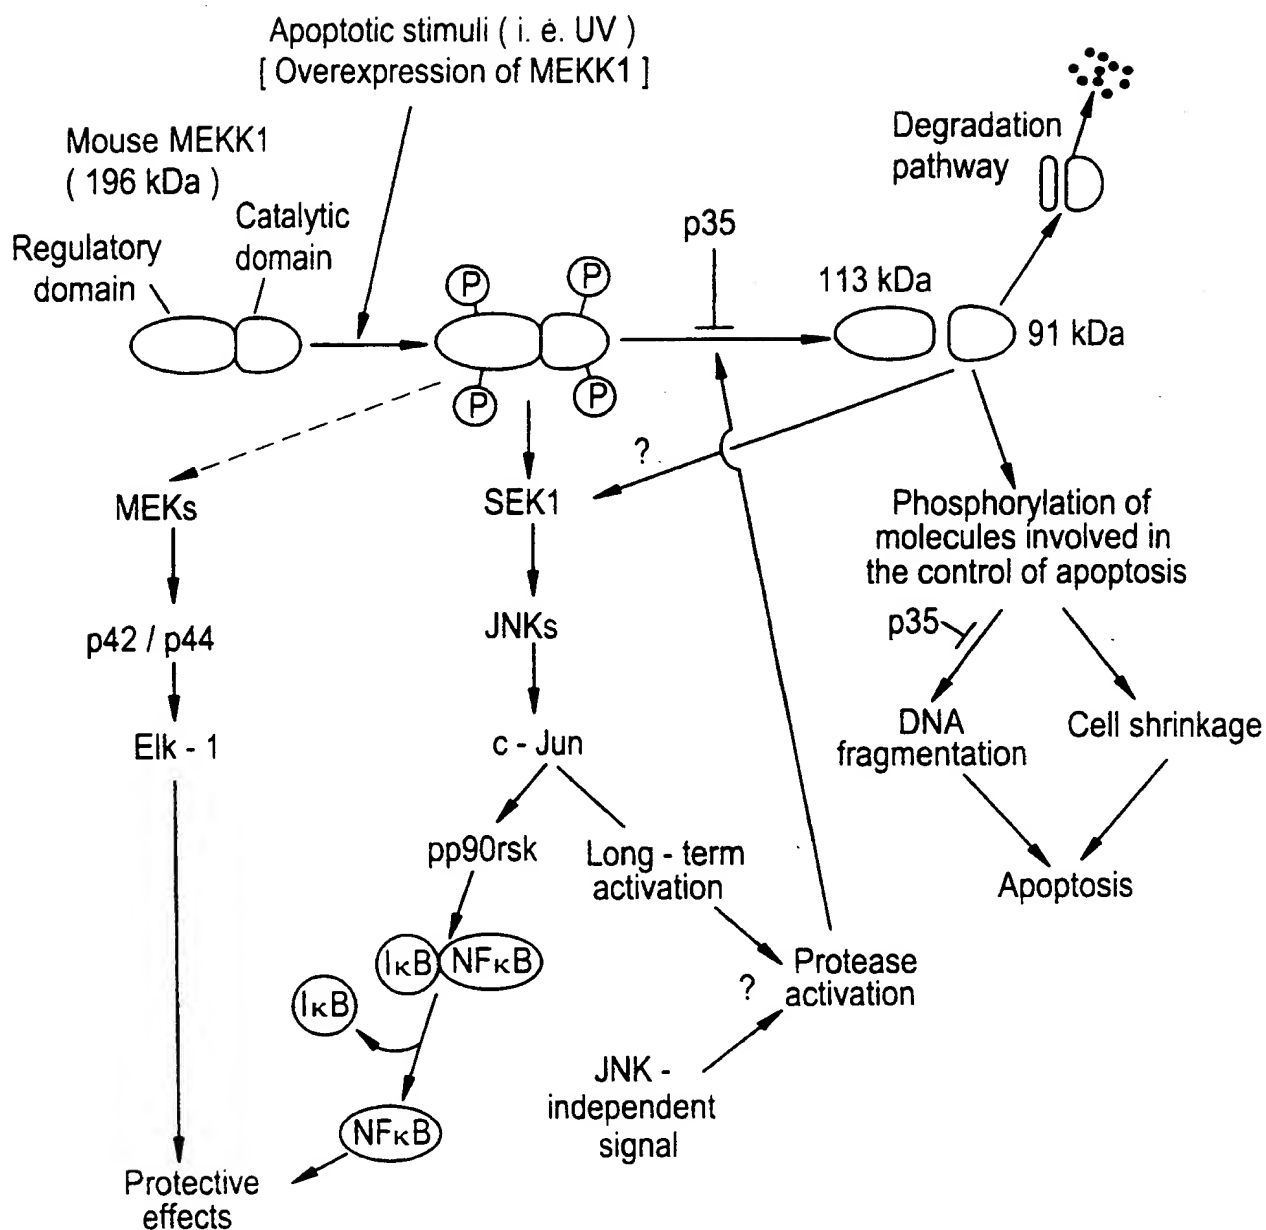 Apoptotic stimuli ( i. e. UV )
[ Overexpression of MEKK1 ]
Mouse MEKK1
( 196 kDa )
Catalytic
domain
Regulatory
domain
P
P
P
P
p35
113 kDa
91 kDa
Degradation
pathway
?
MEKs
SEK1
Phosphorylation of
molecules involved in
the control of apoptosis
p42 / p44
JNKs
p35
Elk - 1
c - Jun
DNA
fragmentation
Cell shrinkage
pp90rsk
Long - term
activation
Apoptosis
IκB
NFκB
IκB
?
Protease
activation
JNK -
independent
signal
NFκB
Protective
effects